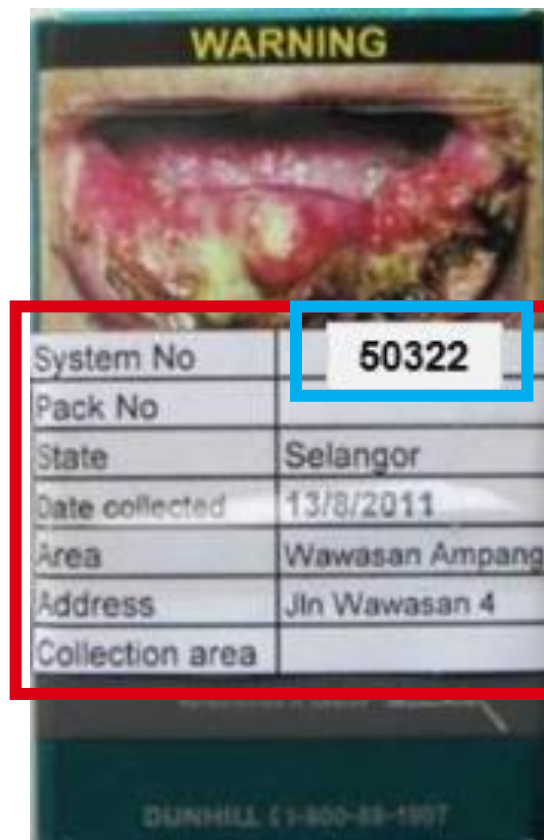 WARNING
System No 50322
Pack No
State Selangor
Date collected 13/8/2011
Area Wawasan Ampang
Address Jln Wawasan 4
Collection area
DUNHILL